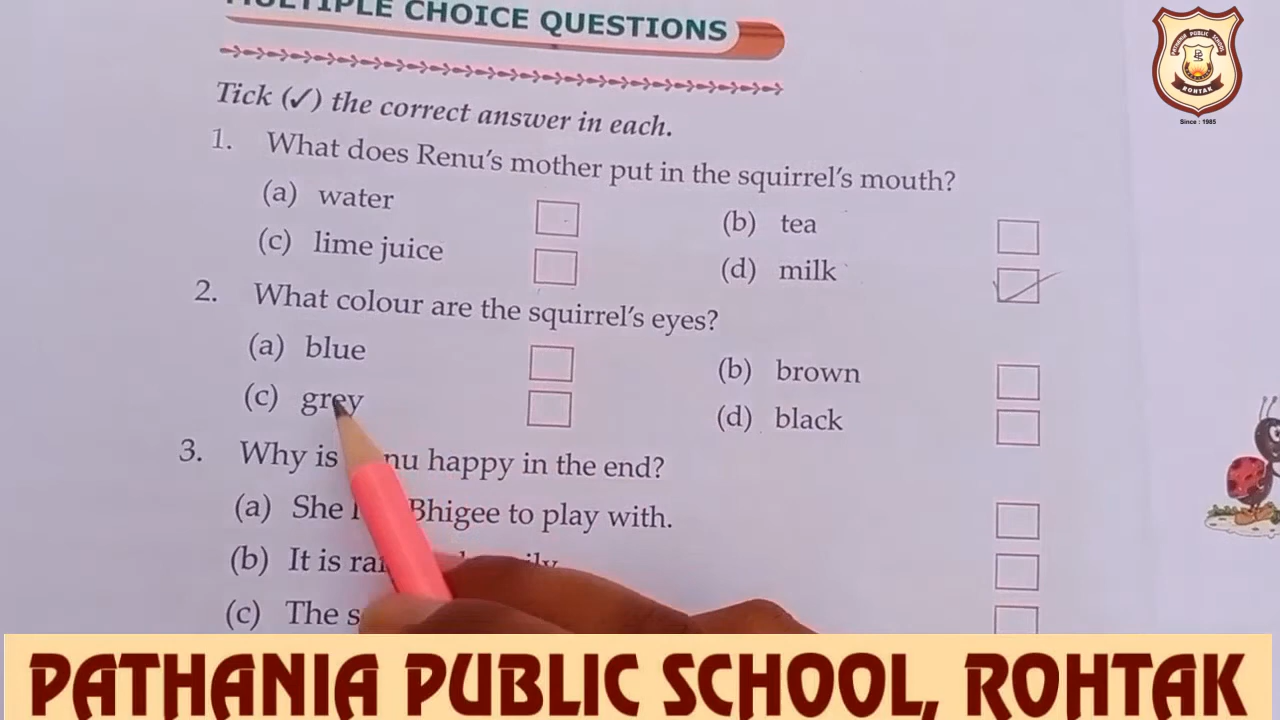 MULTIPLE CHOICE QUESTIONS
PATHANIA PUBLIC SCHOOL
ROHTAK
Since : 1985
Tick (✓) the correct answer in each.
1. What does Renu's mother put in the squirrel's mouth?
(a) water (b) tea
(c) lime juice (d) milk
2. What colour are the squirrel's eyes?
(a) blue (b) brown
(c) grey (d) black
3. Why is happy in the end?
(a) She Bhigee to play with.
(b) It is
(c) The
PATHANIA PUBLIC SCHOOL, ROHTAK